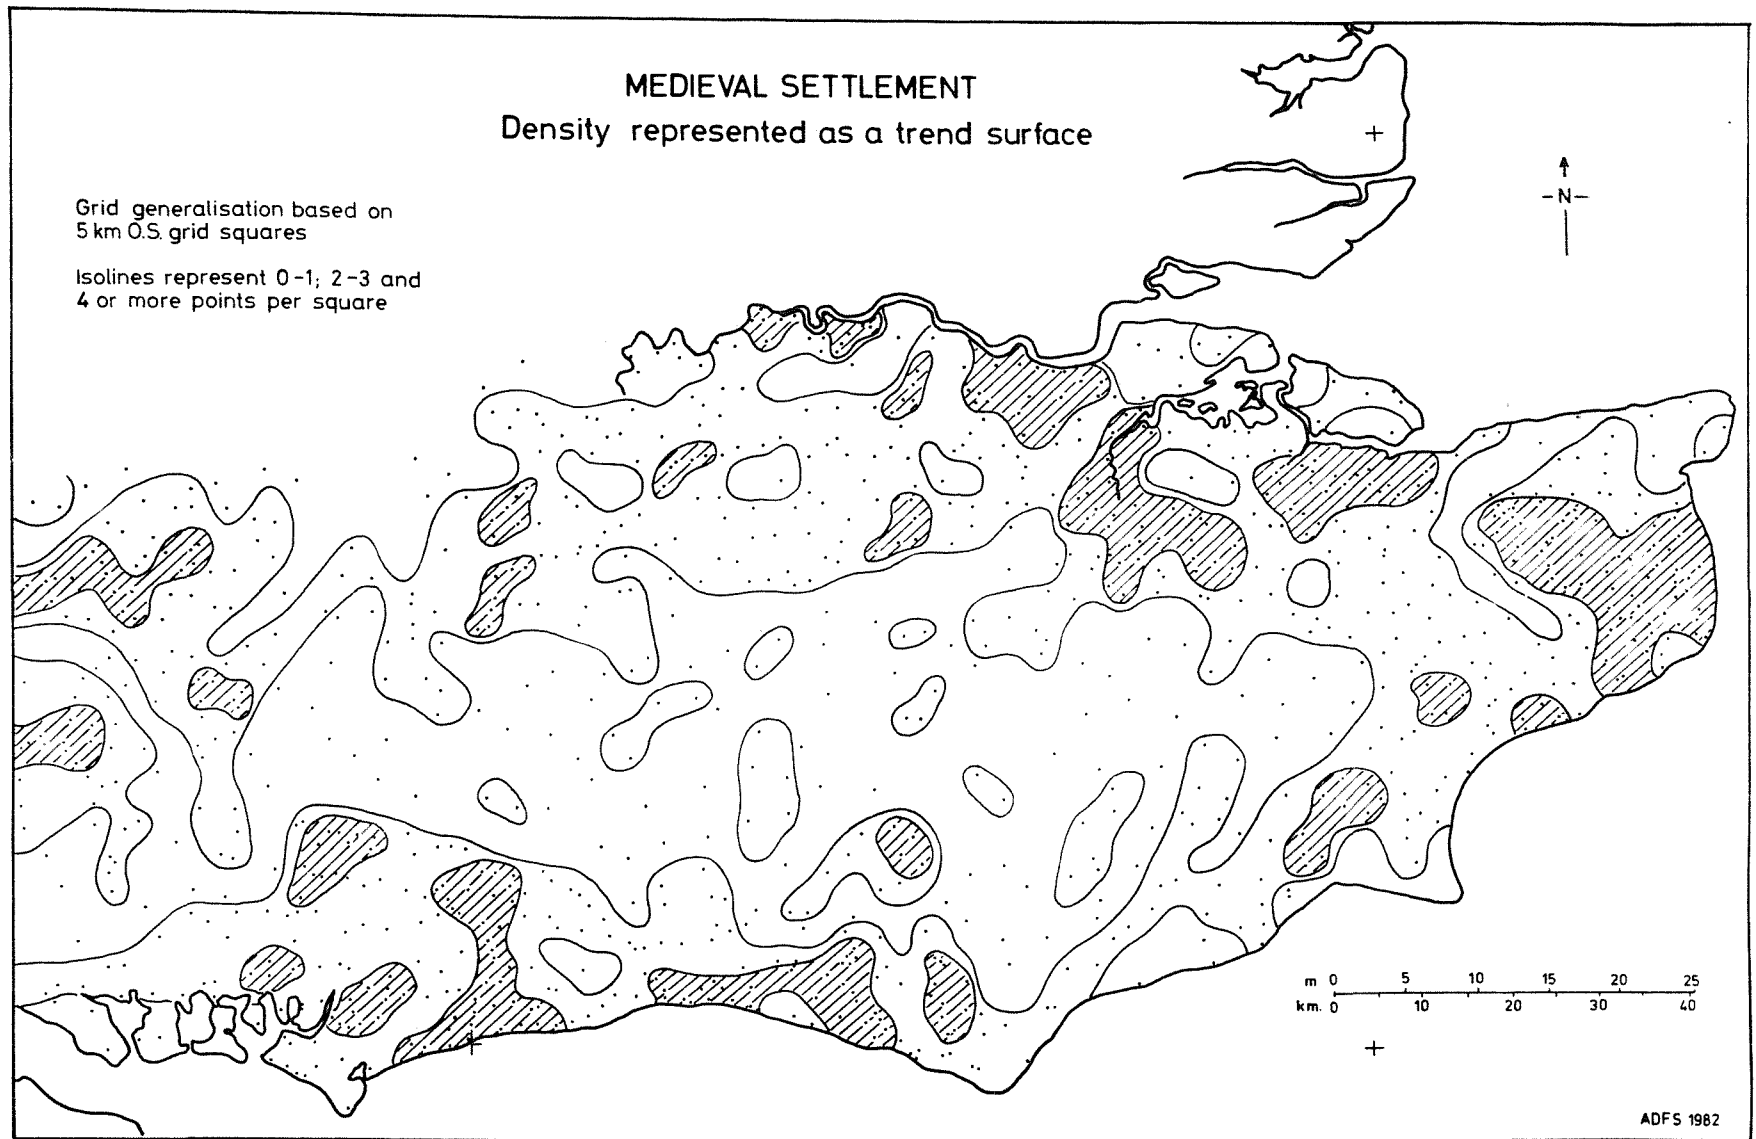 MEDIEVAL SETTLEMENT
Density represented as a trend surface
Grid generalisation based on
5 km O.S. grid squares
Isolines represent 0-1; 2-3 and
4 or more points per square
-N-
m 0 5 10 15 20 25
km. 0 10 20 30 40
ADFS 1982